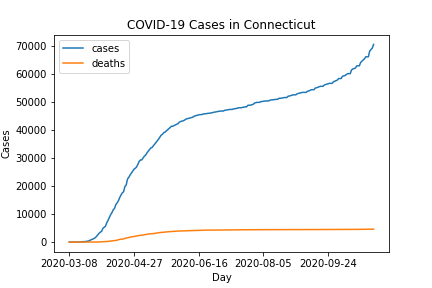 COVID-19 Cases in Connecticut
cases
deaths
Cases
70000
60000
50000
40000
30000
20000
10000
0
2020-03-08 2020-04-27 2020-06-16 2020-08-05 2020-09-24
Day